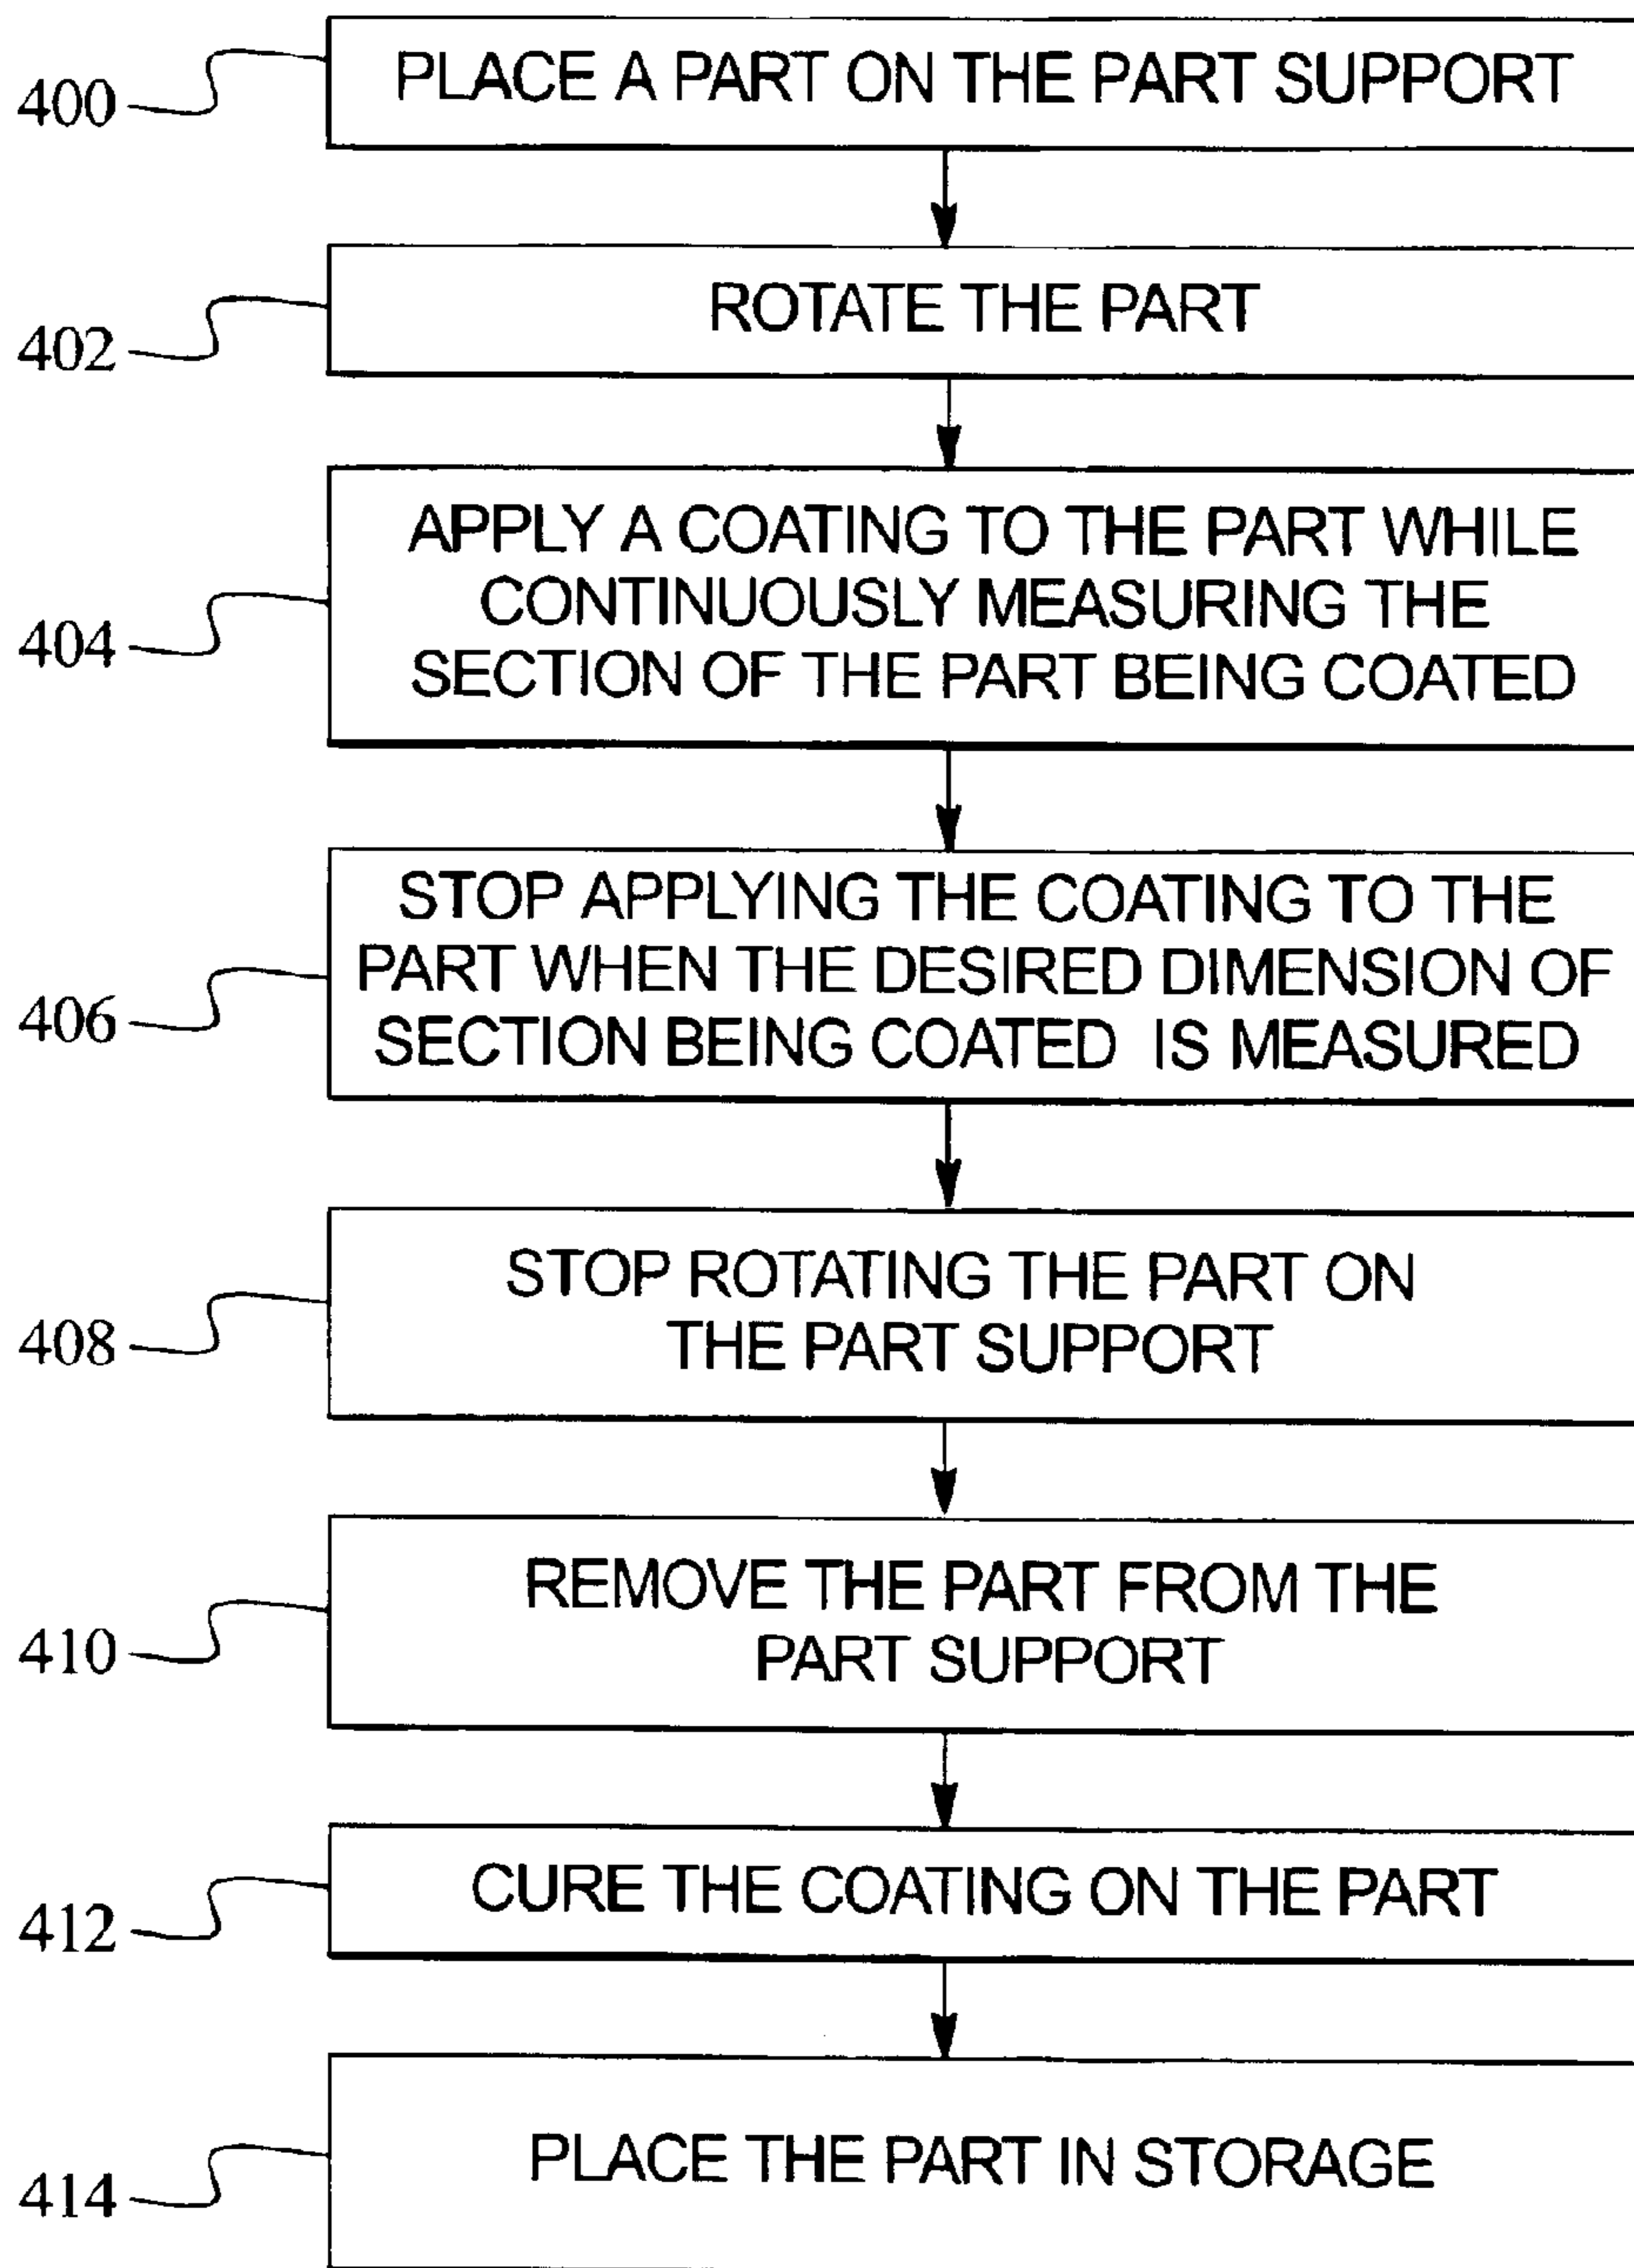 400
PLACE A PART ON THE PART SUPPORT
402
ROTATE THE PART
404
APPLY A COATING TO THE PART WHILE
CONTINUOUSLY MEASURING THE
SECTION OF THE PART BEING COATED
406
STOP APPLYING THE COATING TO THE
PART WHEN THE DESIRED DIMENSION OF
SECTION BEING COATED IS MEASURED
408
STOP ROTATING THE PART ON
THE PART SUPPORT
410
REMOVE THE PART FROM THE
PART SUPPORT
412
CURE THE COATING ON THE PART
414
PLACE THE PART IN STORAGE